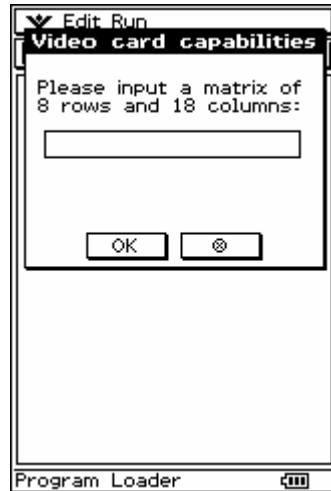 Edit Run
Video card capabilities
Please input a matrix of
8 rows and 18 columns:
OK
Program Loader